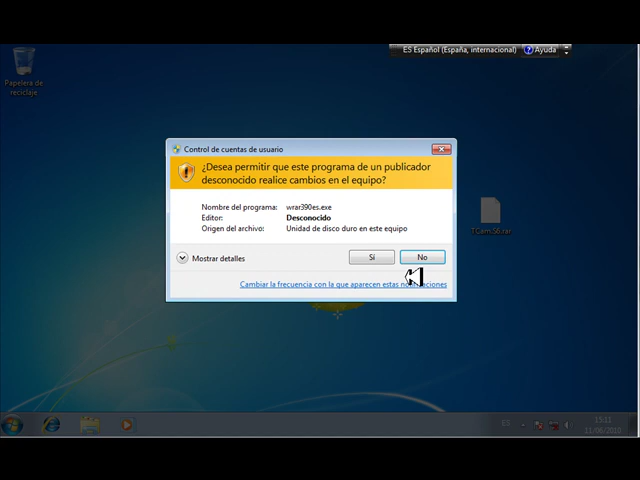 ES Español (España, internacional) Ayuda
Papelera de
reciclaje
Control de cuentas de usuario
¿Desea permitir que este programa de un publicador
desconocido realice cambios en el equipo?
Nombre del programa: wrar390es.exe
Editor: Desconocido
Origen del archivo: Unidad de disco duro en este equipo
Mostrar detalles
Sí
No
Cambiar la frecuencia con la que aparecen estas notificaciones
15:11
11/06/2010